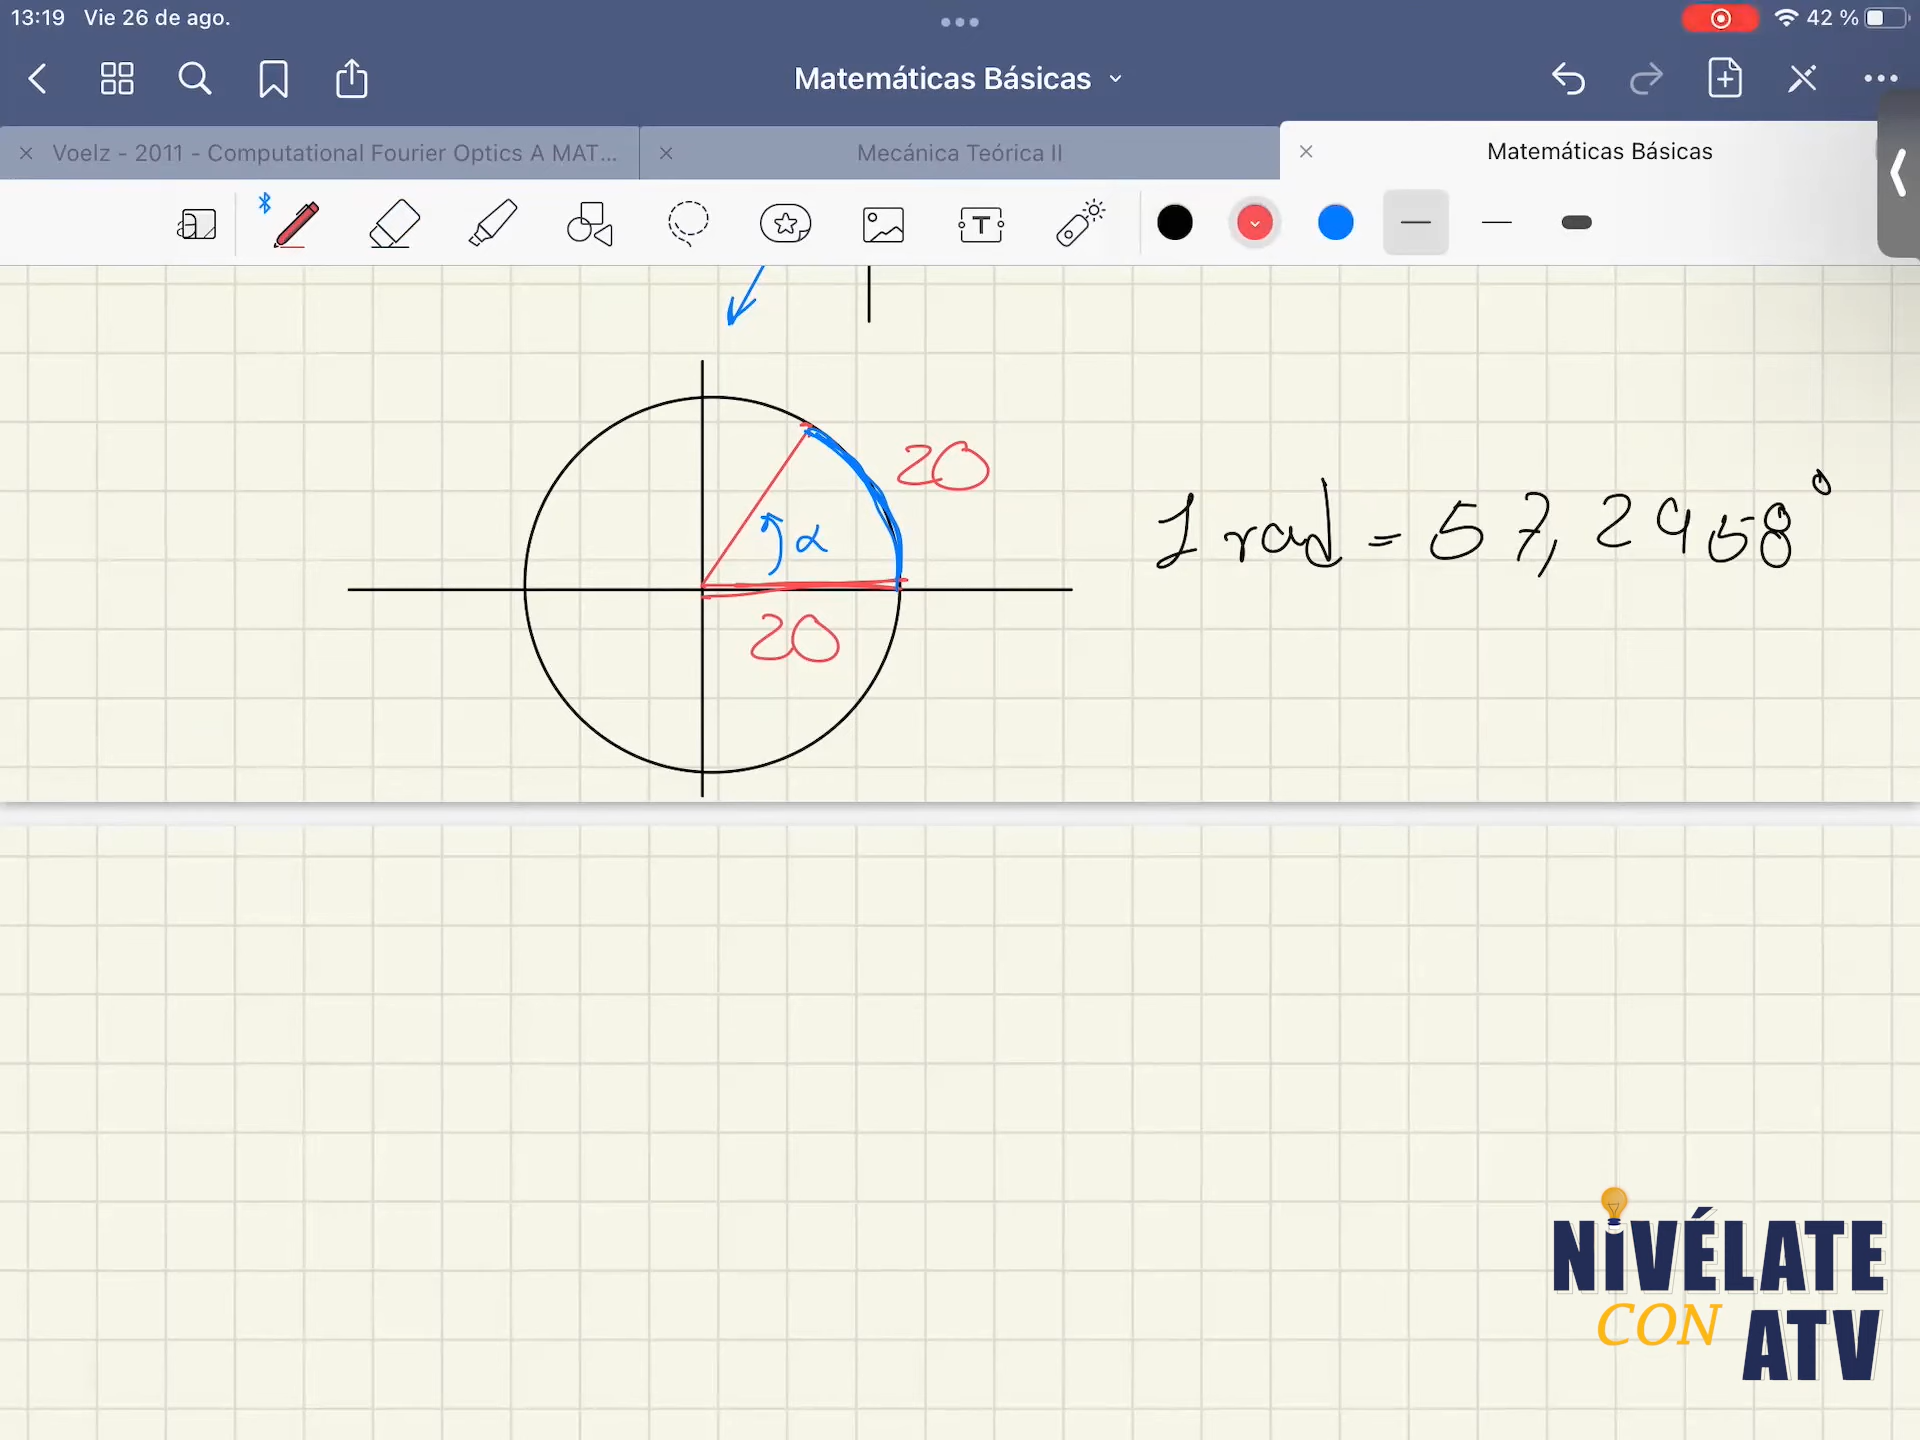 13:19 Vie 26 de ago.
42 %
Matemáticas Básicas
Voelz - 2011 - Computational Fourier Optics A MAT...
Mecánica Teórica II
Matemáticas Básicas
T
20
α
1 rad = 57,2958°
20
NIVÉLATE
CON
ATV